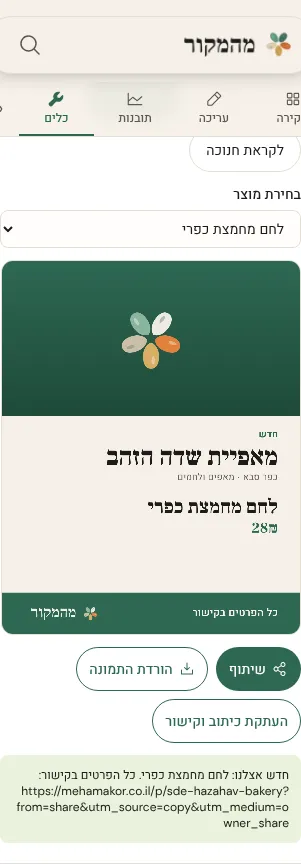 מהמקור
קירה
עריכה
תובנות
כלים
לקראת חנוכה
בחירת מוצר
לחם מחמצת כפרי
חדש
מאפיית שדה הזהב
כפר סבא · מאפים ולחמים
לחם מחמצת כפרי
₪28
כל הפרטים בקישור
מהמקור
שיתוף
הורדת התמונה
העתקת כיתוב וקישור
חדש אצלנו: לחם מחמצת כפרי. כל הפרטים בקישור:
https://mehamakor.co.il/p/sde-hazahav-bakery?
from=share&utm_source=copy&utm_medium=o
wner_share